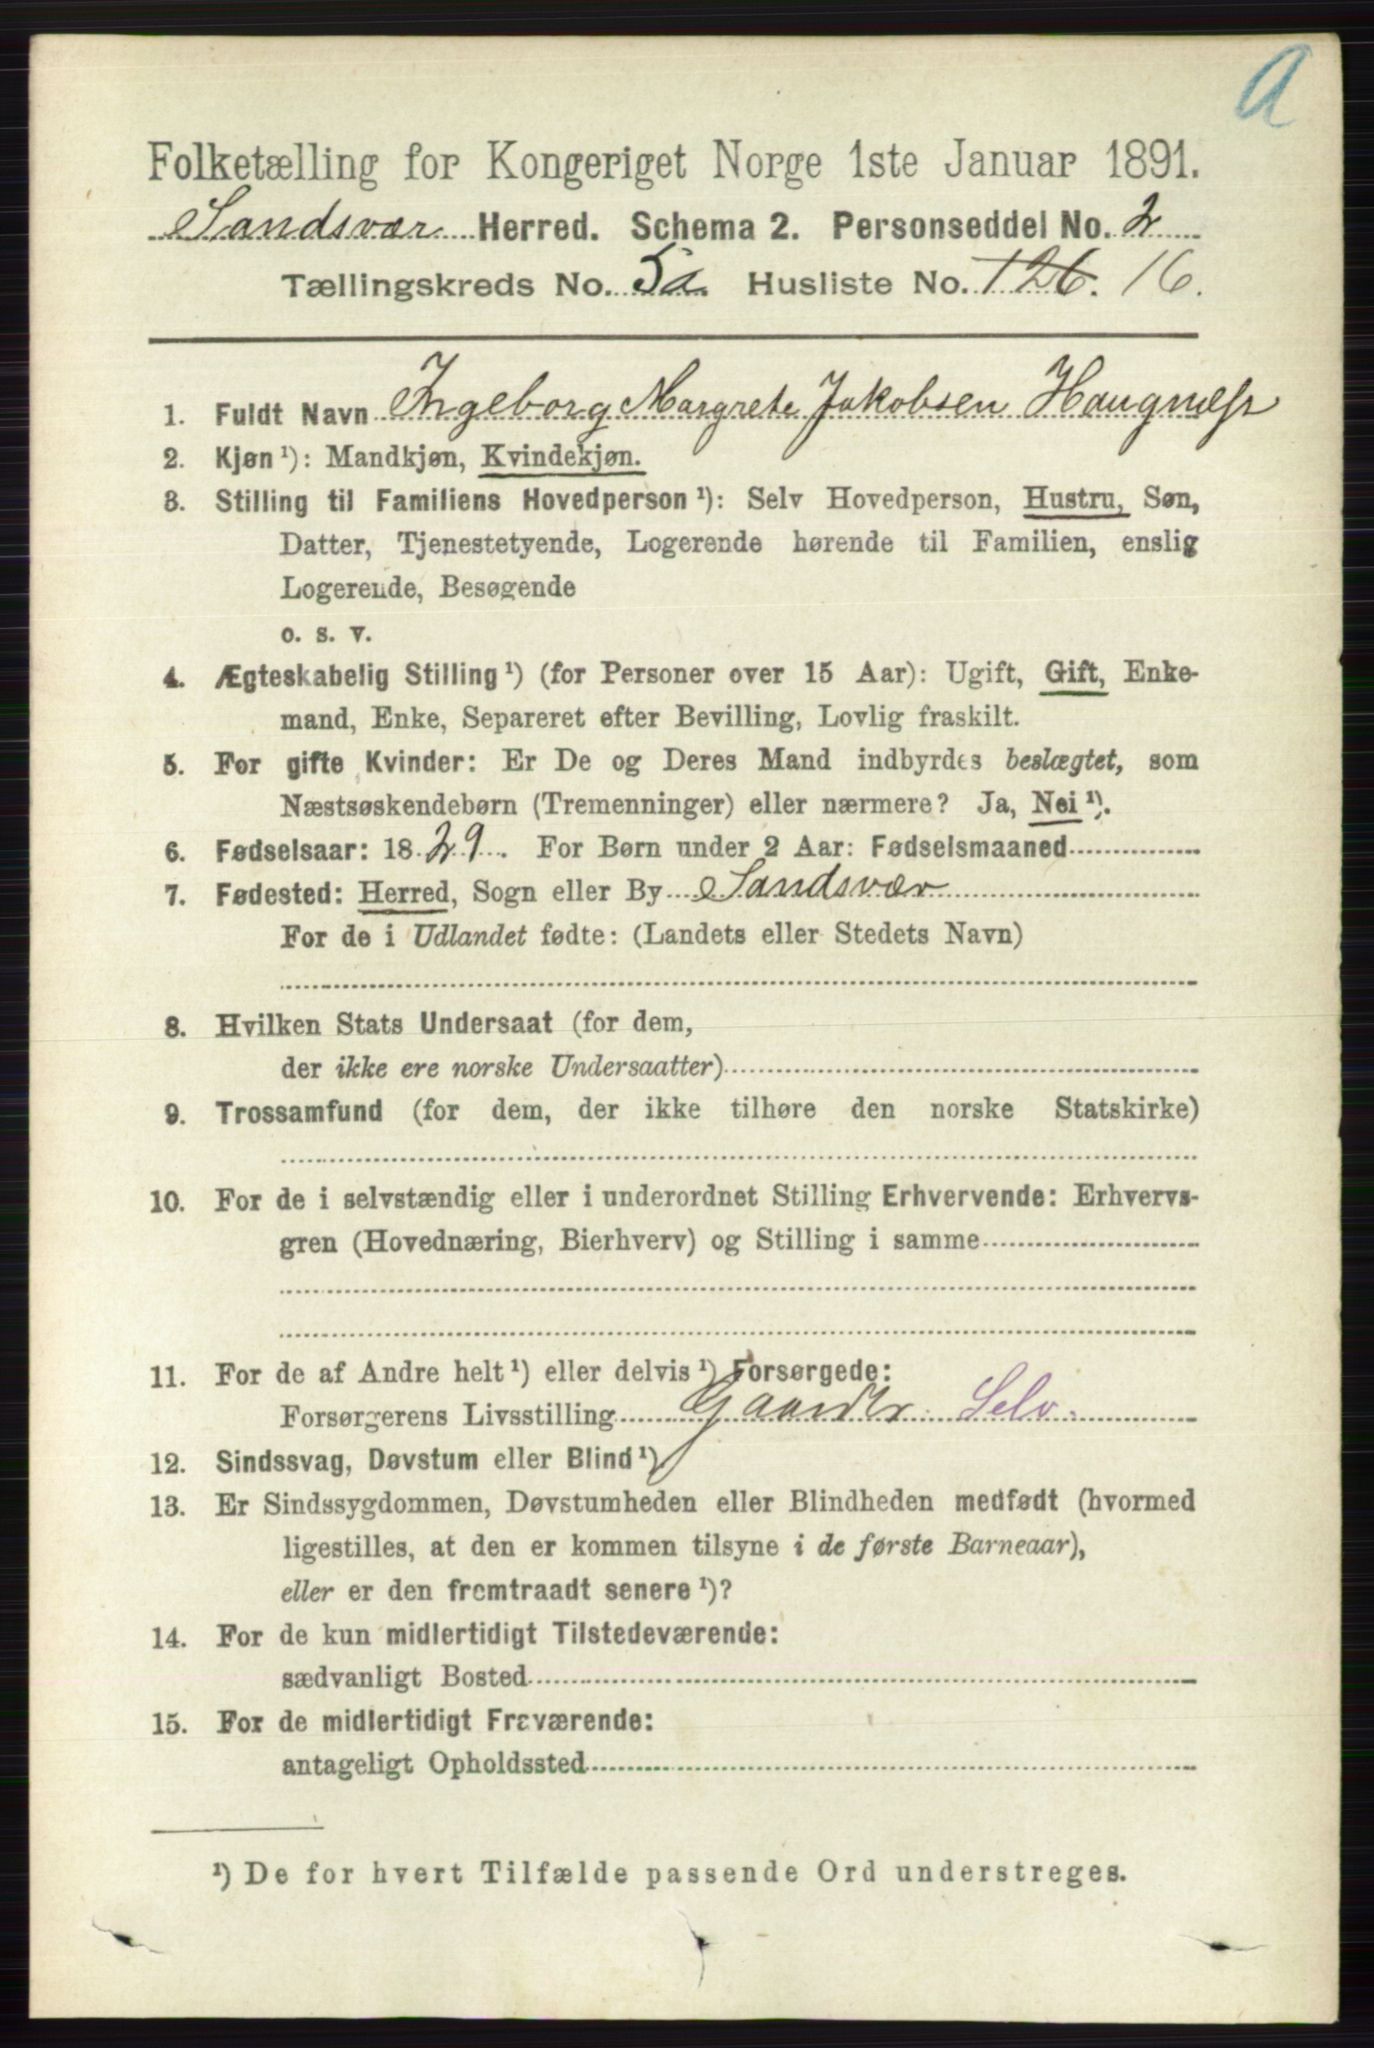 A
Folketælling for Kongeriget Norge 1ste Januar 1891.
Sandsvær Herred. Schema 2. Personseddel No. 2
Tællingskreds No. 5a. Husliste No. 126. 16.
1. Fuldt Navn Ingeborg Margrete Jakobsen Haugness
2. Kjøn ¹): Mandkjøn, Kvindekjøn.
3. Stilling til Familiens Hovedperson ¹): Selv Hovedperson, Hustru, Søn,
Datter, Tjenestetyende, Logerende hørende til Familien, enslig
Logerende, Besøgende
o. s. v.
4. Ægteskabelig Stilling ¹) (for Personer over 15 Aar): Ugift, Gift, Enke-
mand, Enke, Separeret efter Bevilling, Lovlig fraskilt.
5. For gifte Kvinder: Er De og Deres Mand indbyrdes beslægtet, som
Næstsøskendebørn (Tremenninger) eller nærmere? Ja, Nei ¹).
6. Fødselsaar: 1829. For Børn under 2 Aar: Fødselsmaaned
7. Fødested: Herred, Sogn eller By Sandsvær
For de i Udlandet fødte: (Landets eller Stedets Navn)
8. Hvilken Stats Undersaat (for dem,
der ikke ere norske Undersaatter)
9. Trossamfund (for dem, der ikke tilhøre den norske Statskirke)
10. For de i selvstændig eller i underordnet Stilling Erhvervende: Erhvervs-
gren (Hovednæring, Bierhverv) og Stilling i samme
11. For de af Andre helt ¹) eller delvis ¹) Forsørgede:
Forsørgerens Livsstilling Gaardbr. Selv.
12. Sindssvag, Døvstum eller Blind ¹)
13. Er Sindssygdommen, Døvstumheden eller Blindheden medfødt (hvormed
ligestilles, at den er kommen tilsyne i de første Barneaar),
eller er den fremtraadt senere ¹)?
14. For de kun midlertidigt Tilstedeværende:
sædvanligt Bosted
15. For de midlertidigt Fraværende:
antageligt Opholdssted
¹) De for hvert Tilfælde passende Ord understreges.